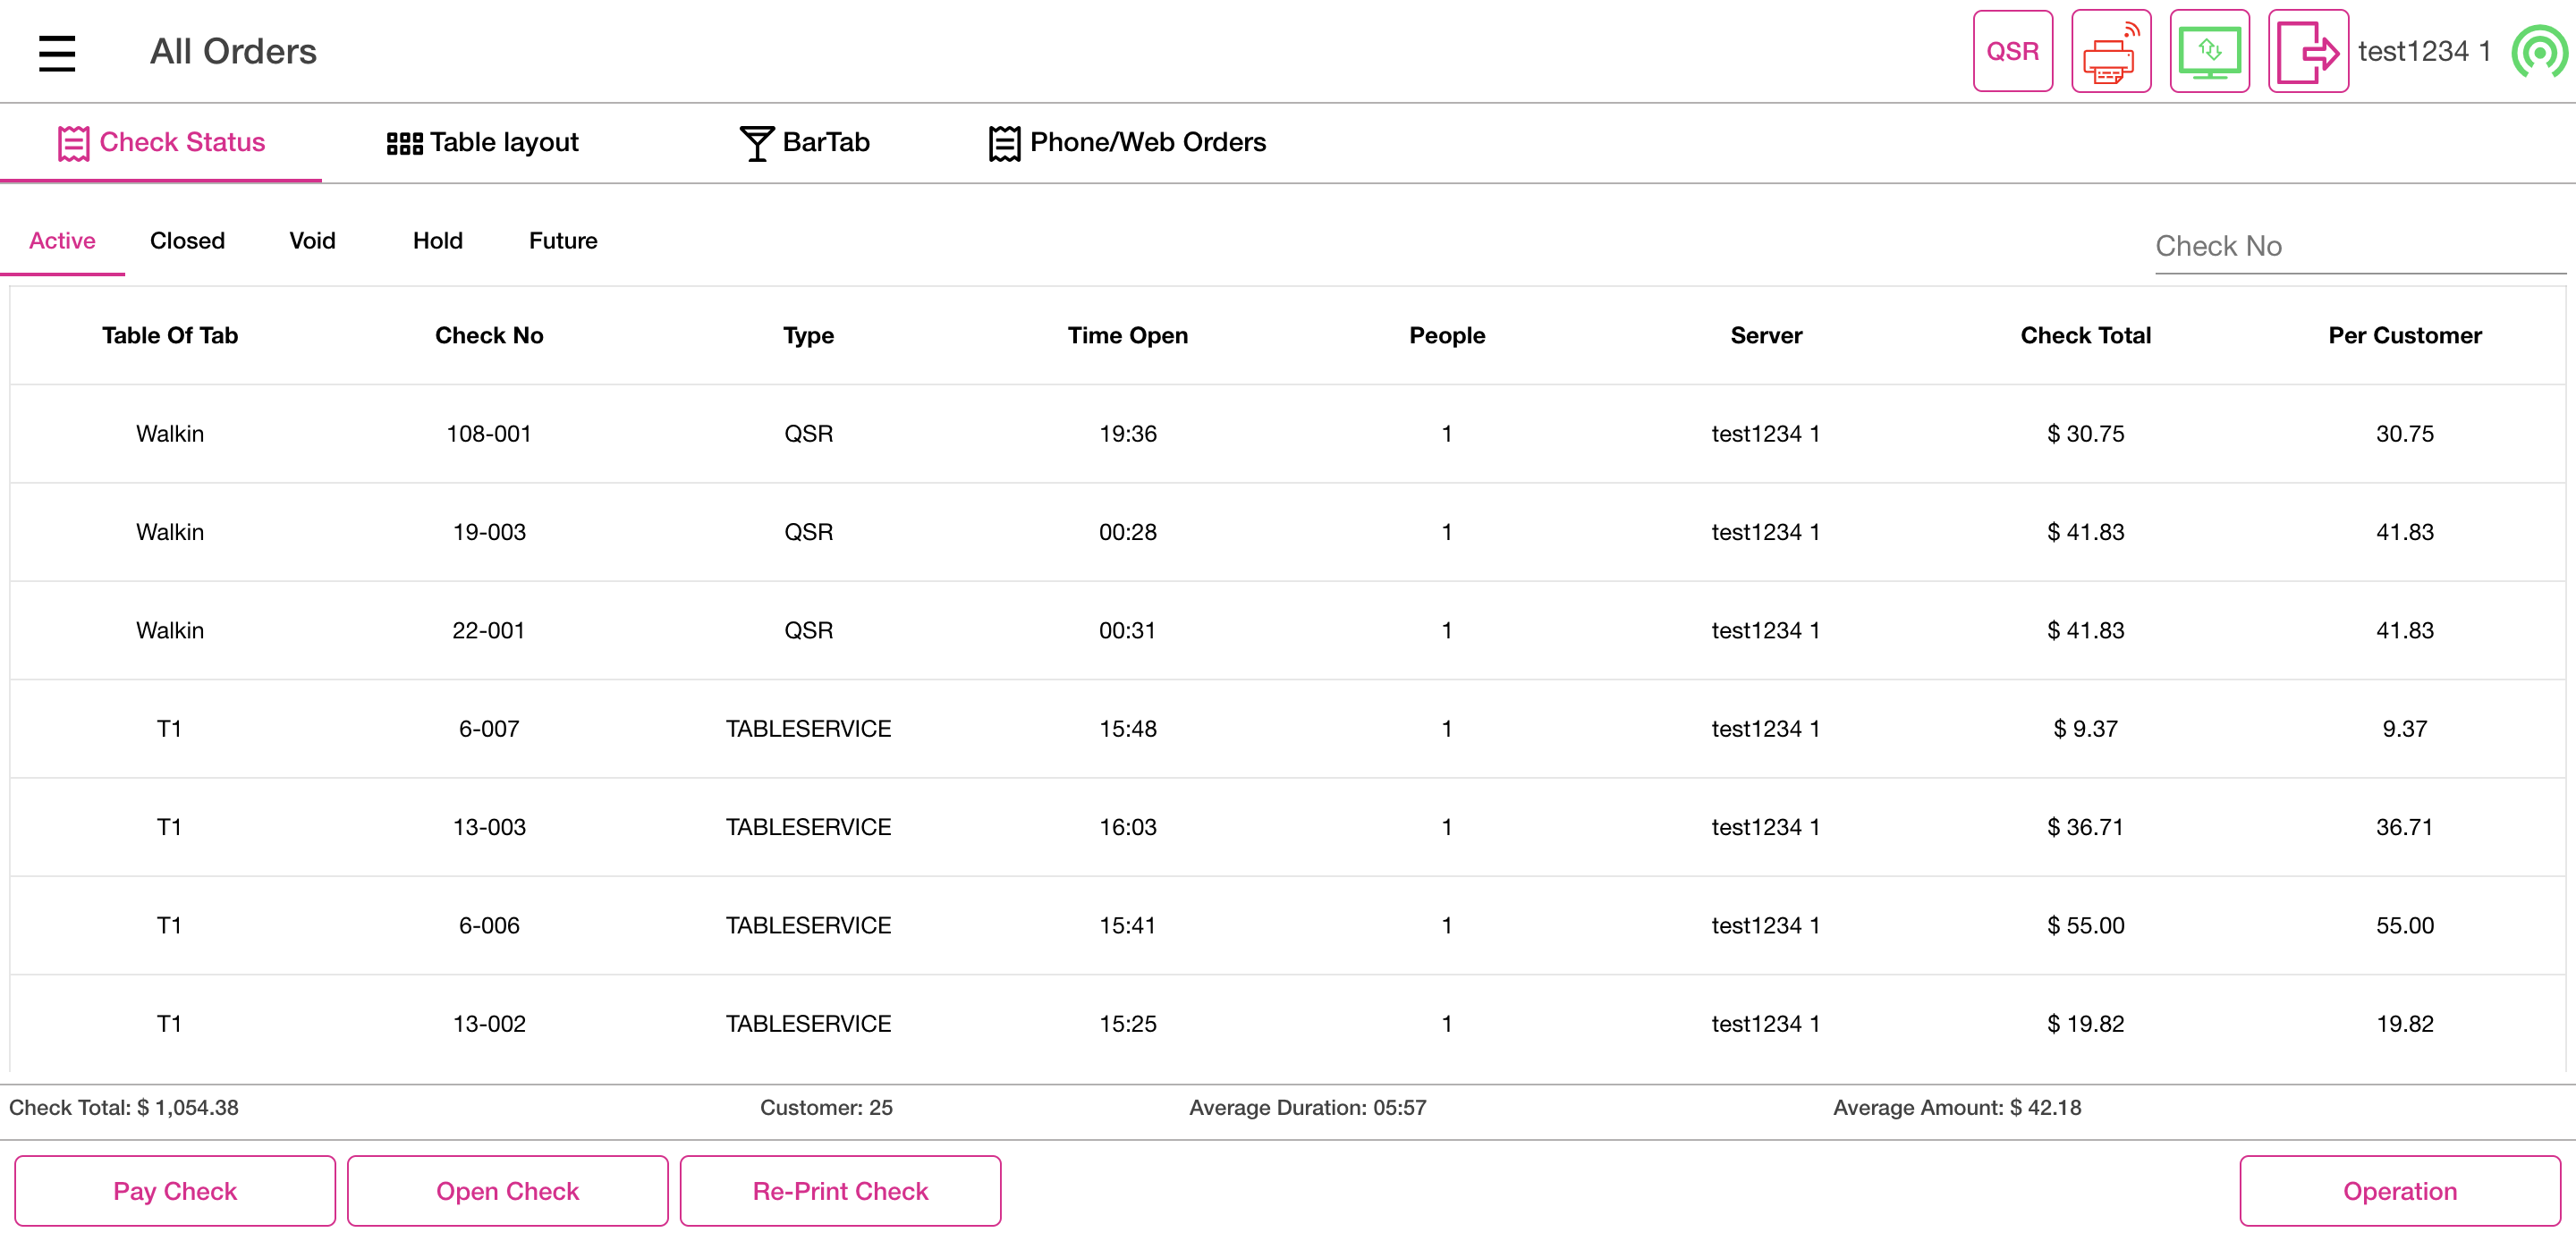 All Orders
QSR
test1234 1
Check Status
Table layout
BarTab
Phone/Web Orders
Active
Closed
Void
Hold
Future
Check No
Table Of Tab Check No Type Time Open People Server Check Total Per Customer
Walkin 108-001 QSR 19:36 1 test1234 1 $ 30.75 30.75
Walkin 19-003 QSR 00:28 1 test1234 1 $ 41.83 41.83
Walkin 22-001 QSR 00:31 1 test1234 1 $ 41.83 41.83
T1 6-007 TABLESERVICE 15:48 1 test1234 1 $ 9.37 9.37
T1 13-003 TABLESERVICE 16:03 1 test1234 1 $ 36.71 36.71
T1 6-006 TABLESERVICE 15:41 1 test1234 1 $ 55.00 55.00
T1 13-002 TABLESERVICE 15:25 1 test1234 1 $ 19.82 19.82
Check Total: $ 1,054.38 Customer: 25 Average Duration: 05:57 Average Amount: $ 42.18
Pay Check
Open Check
Re-Print Check
Operation